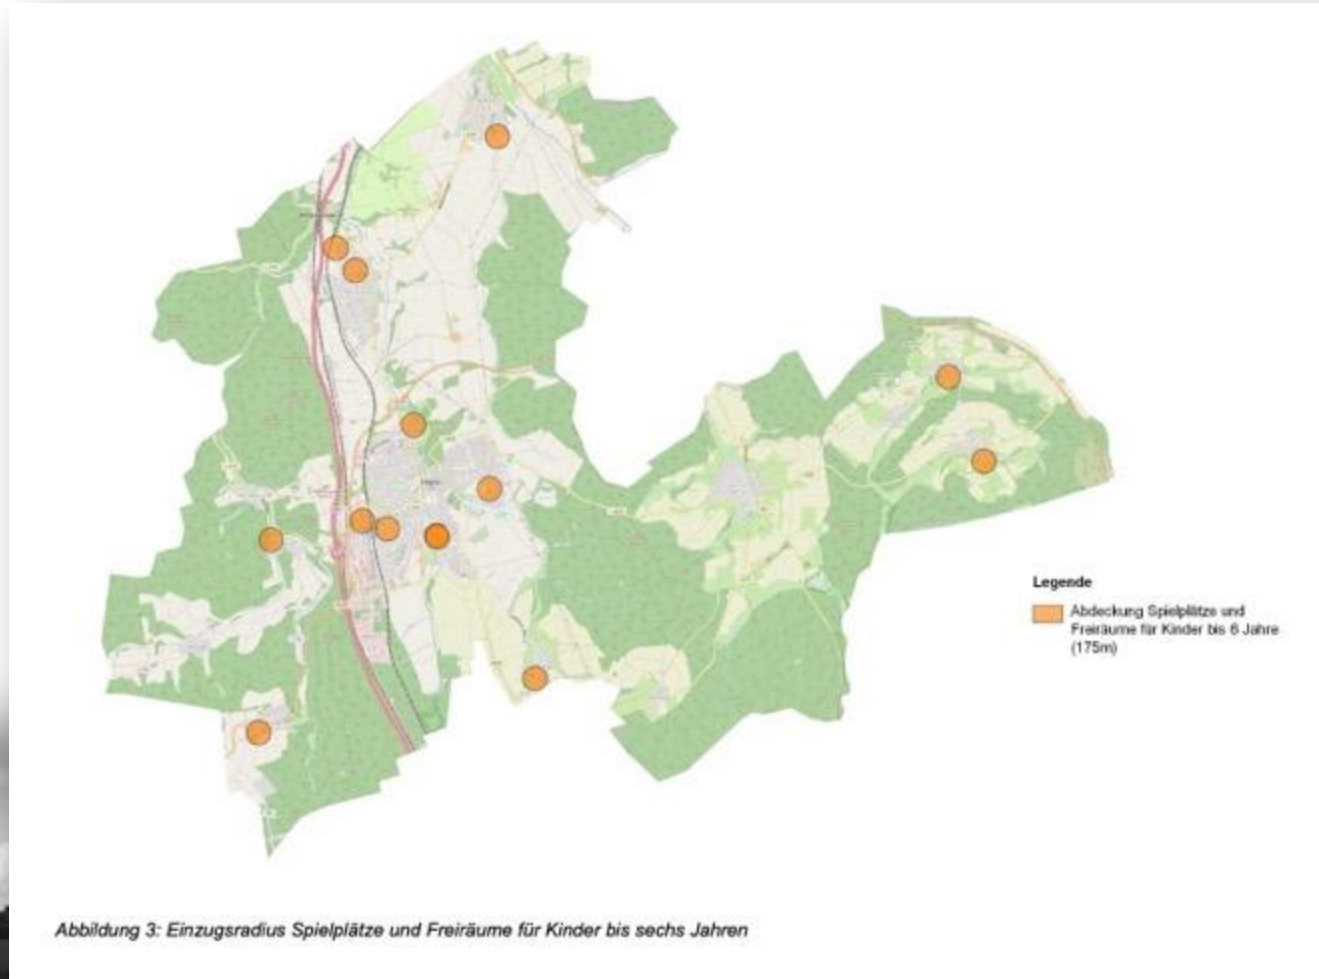 Legende
Abdeckung Spielplätze und
Freiräume für Kinder bis 6 Jahre
(175m)
Abbildung 3: Einzugsradius Spielplätze und Freiräume für Kinder bis sechs Jahren